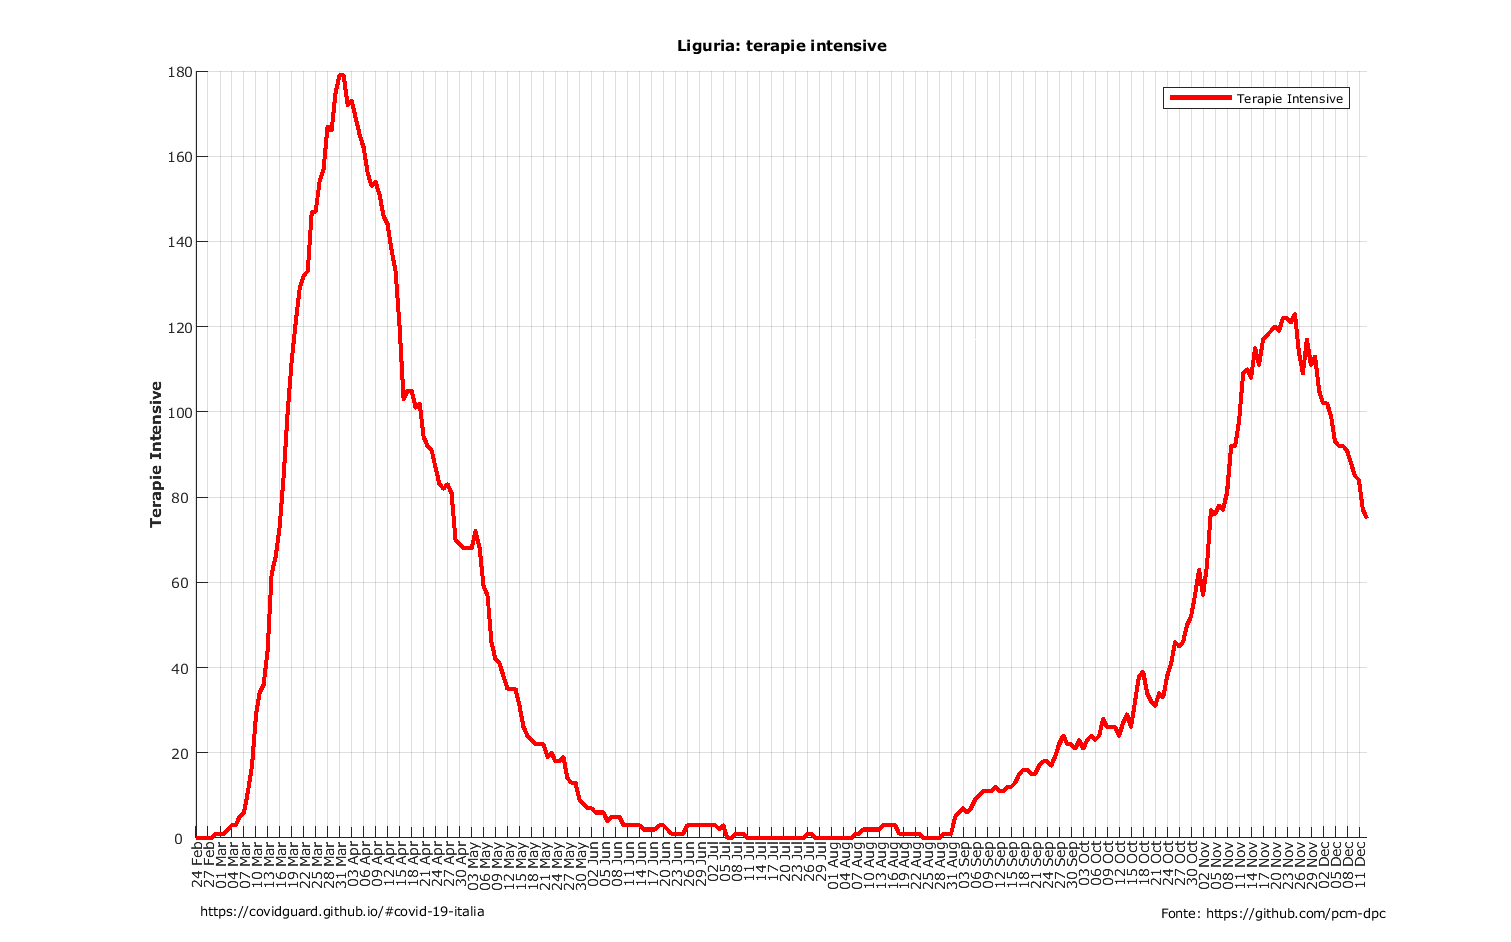 Liguria: terapie intensive
Terapie Intensive
180
160
140
120
100
80
60
40
20
0
Terapie Intensive
24 Feb
27 Feb
01 Mar
04 Mar
07 Mar
10 Mar
13 Mar
16 Mar
19 Mar
22 Mar
25 Mar
28 Mar
31 Mar
03 Apr
06 Apr
09 Apr
12 Apr
15 Apr
18 Apr
21 Apr
24 Apr
27 Apr
30 Apr
03 May
06 May
09 May
12 May
15 May
18 May
21 May
24 May
27 May
30 May
02 Jun
05 Jun
08 Jun
11 Jun
14 Jun
17 Jun
20 Jun
23 Jun
26 Jun
29 Jun
02 Jul
05 Jul
08 Jul
11 Jul
14 Jul
17 Jul
20 Jul
23 Jul
26 Jul
29 Jul
01 Aug
04 Aug
07 Aug
10 Aug
13 Aug
16 Aug
19 Aug
22 Aug
25 Aug
28 Aug
31 Aug
03 Sep
06 Sep
09 Sep
12 Sep
15 Sep
18 Sep
21 Sep
24 Sep
27 Sep
30 Sep
03 Oct
06 Oct
09 Oct
12 Oct
15 Oct
18 Oct
21 Oct
24 Oct
27 Oct
30 Oct
02 Nov
05 Nov
08 Nov
11 Nov
14 Nov
17 Nov
20 Nov
23 Nov
26 Nov
29 Nov
02 Dec
05 Dec
08 Dec
11 Dec
https://covidguard.github.io/#covid-19-italia
Fonte: https://github.com/pcm-dpc